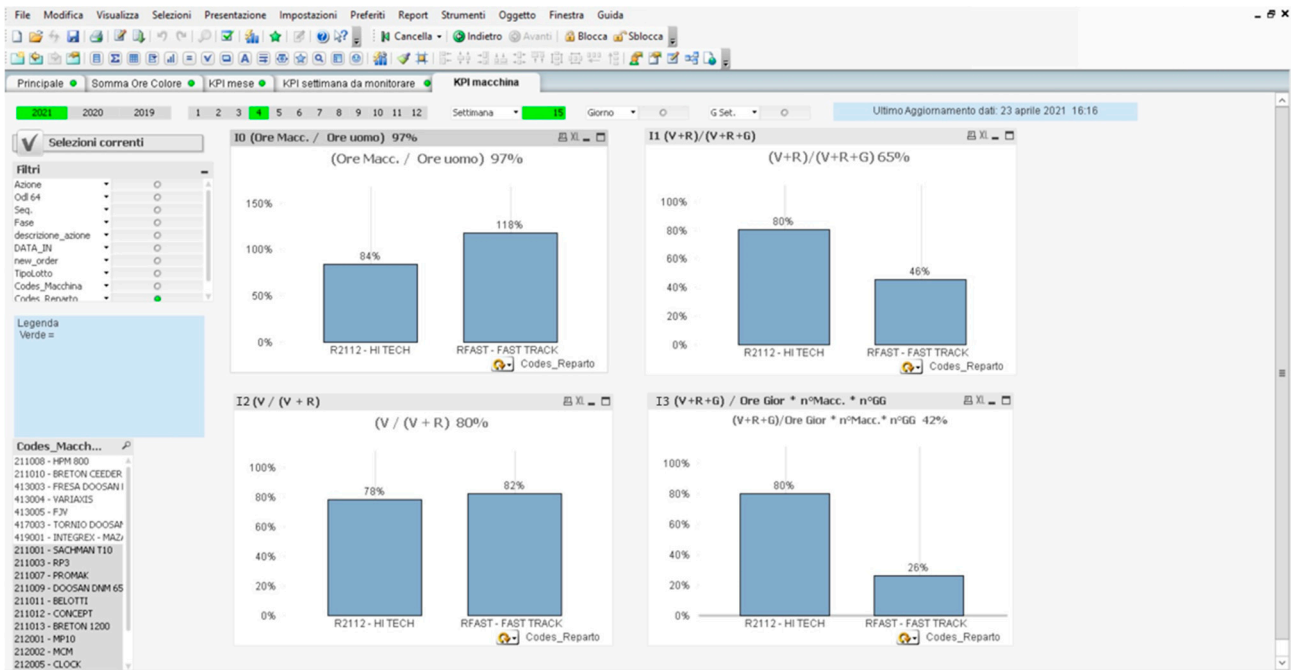 File Modifica Visualizza Selezioni Presentazione Impostazioni Preferiti Report Strumenti Oggetto Finestra Guida
Cancella Indietro Avanti Blocca Sblocca
Principale Somma Ore Colore KPI mese KPI settimana da monitorare KPI macchina
2021 2020 2019 1 2 3 4 5 6 7 8 9 10 11 12 Settimana 15 Giorno G Set. Ultimo Aggiornamento dati: 23 aprile 2021 16:16
Selezioni correnti
Filtri
Azione
Odl 64
Seq.
Fase
descrizione_azione
DATA_IN
new_order
TipoLotto
Codes_Macchina
Codes_Reparto
Legenda
Verde =
Codes_Macch...
211008 - HPM 800
211010 - BRETON CEEDER
413003 - FRESA DOOSAN
413004 - VARIAXIS
413005 - FJV
417003 - TORNIO DOOSAN
419001 - INTEGREX - MAZ
211001 - SACHMAN T10
211003 - RP3
211007 - PROMAK
211009 - DOOSAN DNM 65
211011 - BELOTTI
211012 - CONCEPT
211013 - BRETON 1200
212001 - MP10
212002 - MCM
212005 - CLOCK
I0 (Ore Macc. / Ore uomo) 97% XL
(Ore Macc. / Ore uomo) 97%
150%
118%
100%
84%
50%
0%
R2112 - HI TECH RFAST - FAST TRACK
Codes_Reparto
I1 (V+R)/(V+R+G) XL
(V+R)/(V+R+G) 65%
100%
80%
80%
60%
46%
40%
20%
0%
R2112 - HI TECH RFAST - FAST TRACK
Codes_Reparto
I2 (V / (V + R) XL
(V / (V + R) 80%
100%
82%
78%
80%
60%
40%
20%
0%
R2112 - HI TECH RFAST - FAST TRACK
Codes_Reparto
I3 (V+R+G) / Ore Gior * n°Macc. * n°GG XL
(V+R+G)/Ore Gior * n°Macc.* n°GG 42%
100%
80%
80%
60%
40%
26%
20%
0%
R2112 - HI TECH RFAST - FAST TRACK
Codes_Reparto